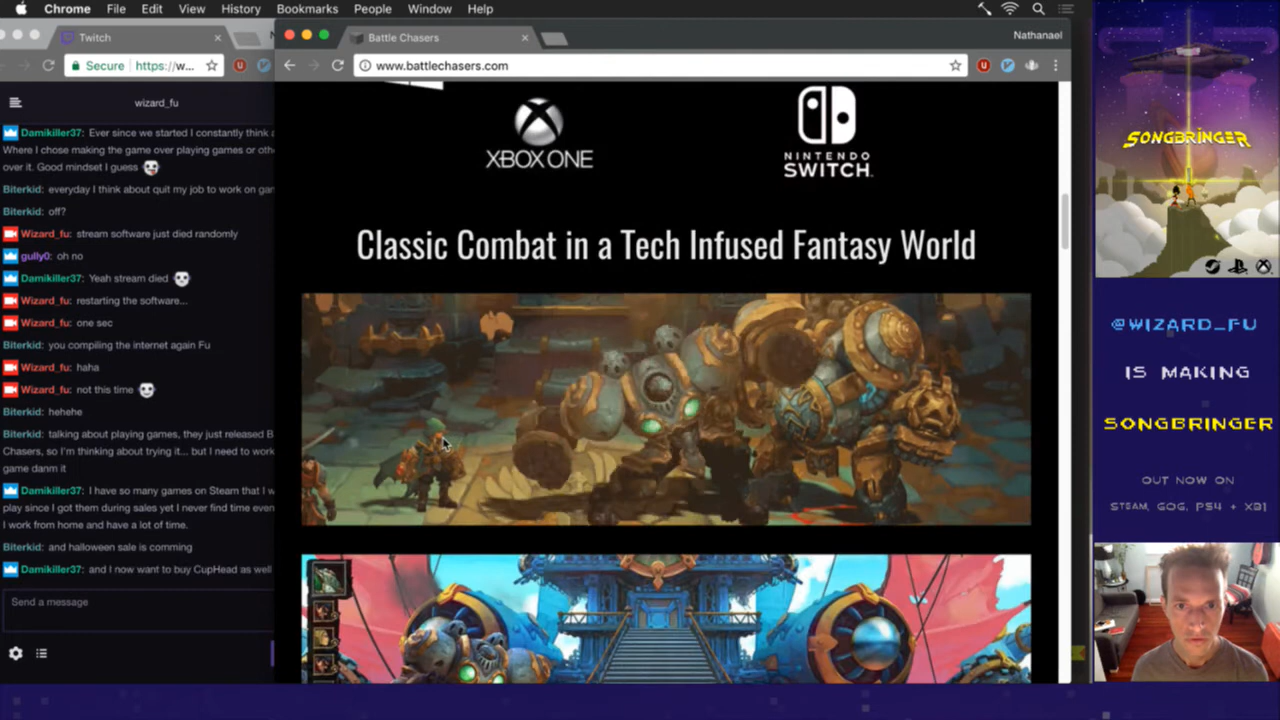 Chrome File Edit View History Bookmarks People Window Help
Twitch
Battle Chasers
Nathanael
Secure https://w...
www.battlechasers.com
wizard_fu
Damikiller37: Ever since we started I constantly think
Where I chose making the game over playing games or
over it. Good mindset I guess
Biterkid: everyday I think about quit my job to work on
off?
Wizard_fu: stream software just died randomly
gully0: oh no
Damikiller37: Yeah stream died
Wizard_fu: restarting the software...
Wizard_fu: one sec
Biterkid: you compiling the internet again Fu
Wizard_fu: haha
Wizard_fu: not this time
Biterkid: hehehe
Biterkid: talking about playing games, they just released
Chasers, so I'm thinking about trying it... but I need to work
game danm it
Damikiller37: I have so many games on Steam that I
play since I got them during sales yet I never find time
I work from home and have a lot of time.
Biterkid: and halloween sale is comming
Damikiller37: and I now want to buy CupHead as well
Send a message
XBOX ONE
NINTENDO
SWITCH
Classic Combat in a Tech Infused Fantasy World
SONGBRINGER
@WIZARD_FU
IS MAKING
SONGBRINGER
OUT NOW ON
STEAM, GOG, PS4 + XB1